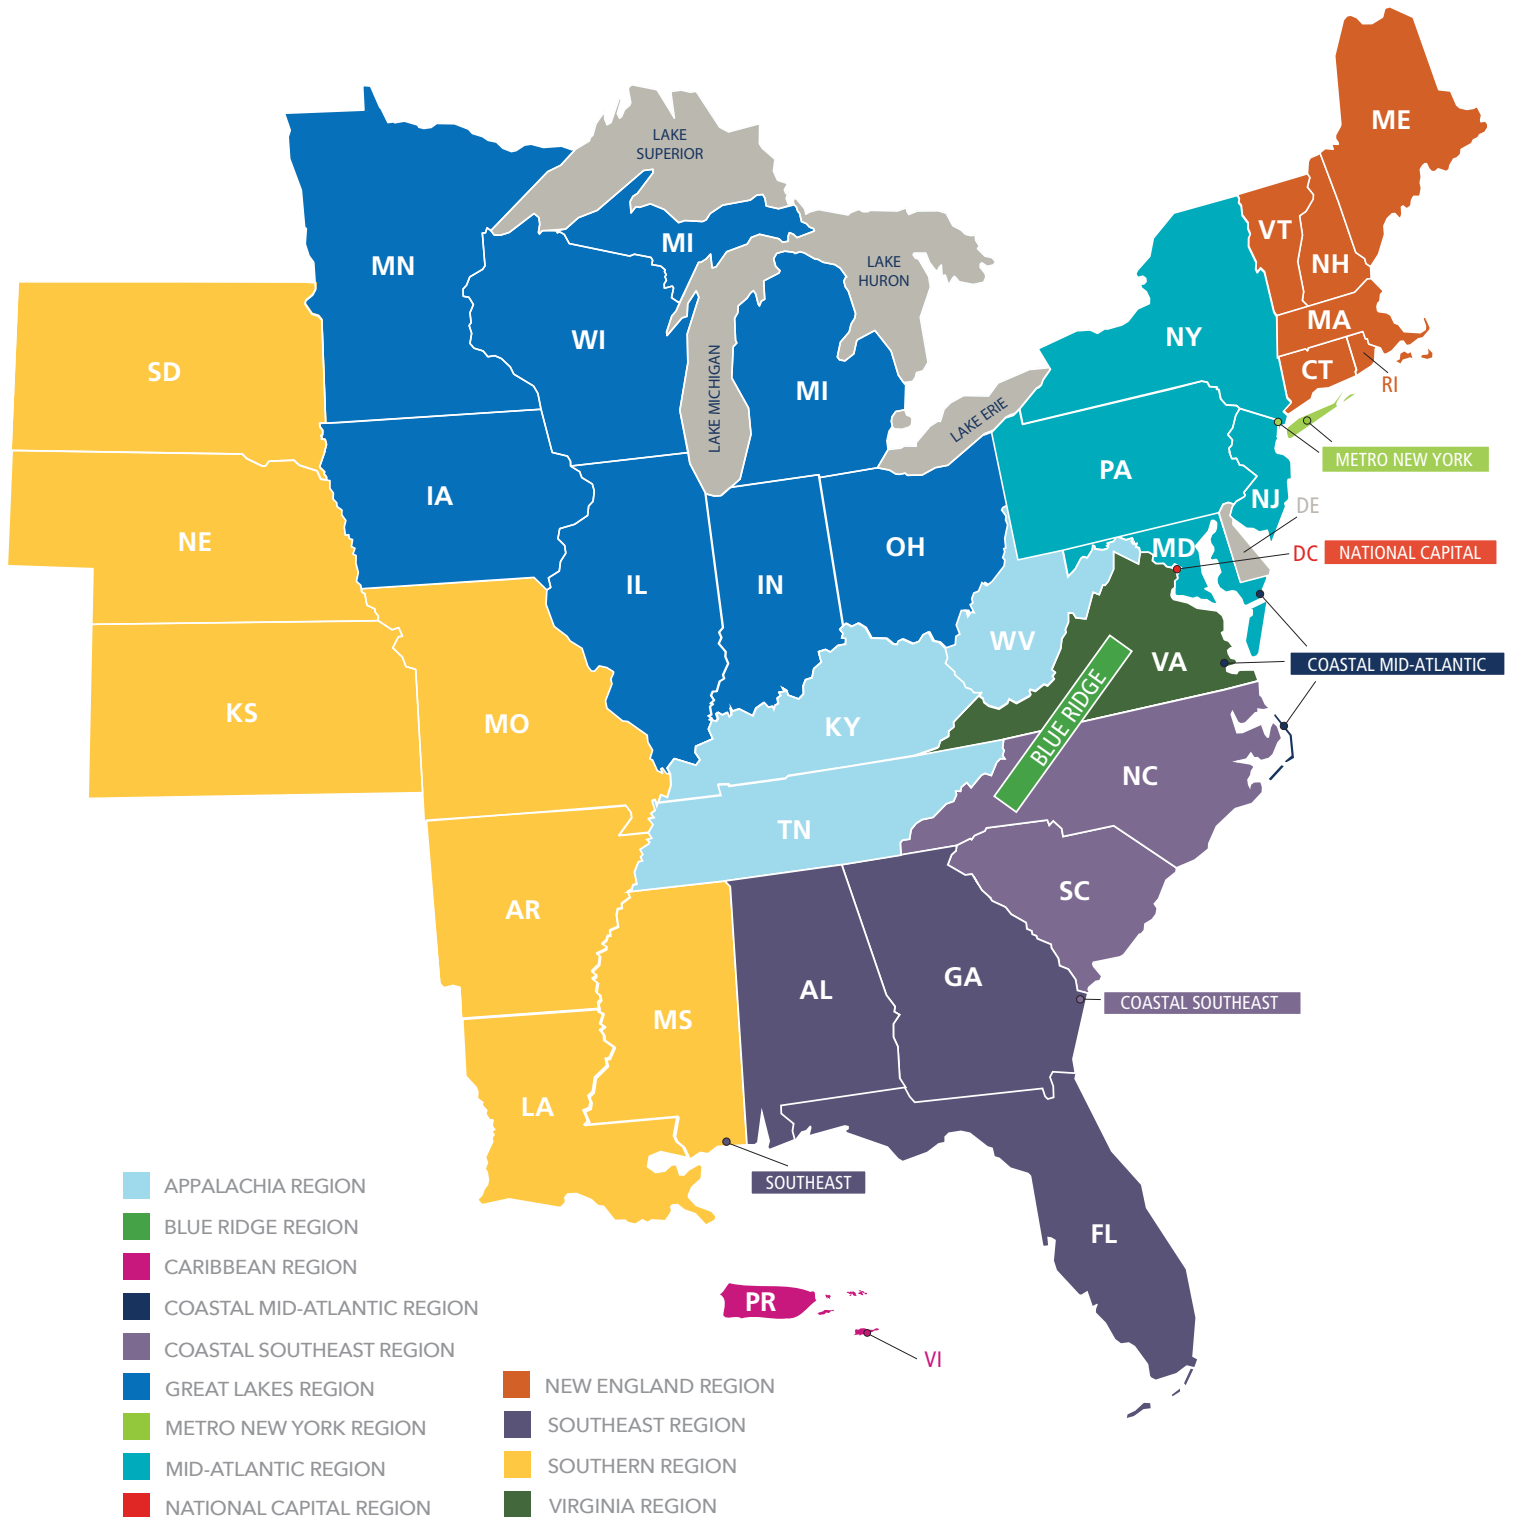 ME
LAKE
SUPERIOR
VT
MI
NH
MN
LAKE
HURON
MA
NY
WI
SD
CT
RI
MI
LAKE MICHIGAN
LAKE ERIE
METRO NEW YORK
PA
IA
NJ
DE
NE
OH
MD
DC
NATIONAL CAPITAL
IL
IN
WV
VA
COASTAL MID-ATLANTIC
KS
MO
KY
BLUE RIDGE
NC
TN
SC
AR
GA
AL
COASTAL SOUTHEAST
MS
LA
SOUTHEAST
FL
PR
VI
APPALACHIA REGION
BLUE RIDGE REGION
CARIBBEAN REGION
COASTAL MID-ATLANTIC REGION
COASTAL SOUTHEAST REGION
GREAT LAKES REGION
METRO NEW YORK REGION
MID-ATLANTIC REGION
NATIONAL CAPITAL REGION
NEW ENGLAND REGION
SOUTHEAST REGION
SOUTHERN REGION
VIRGINIA REGION